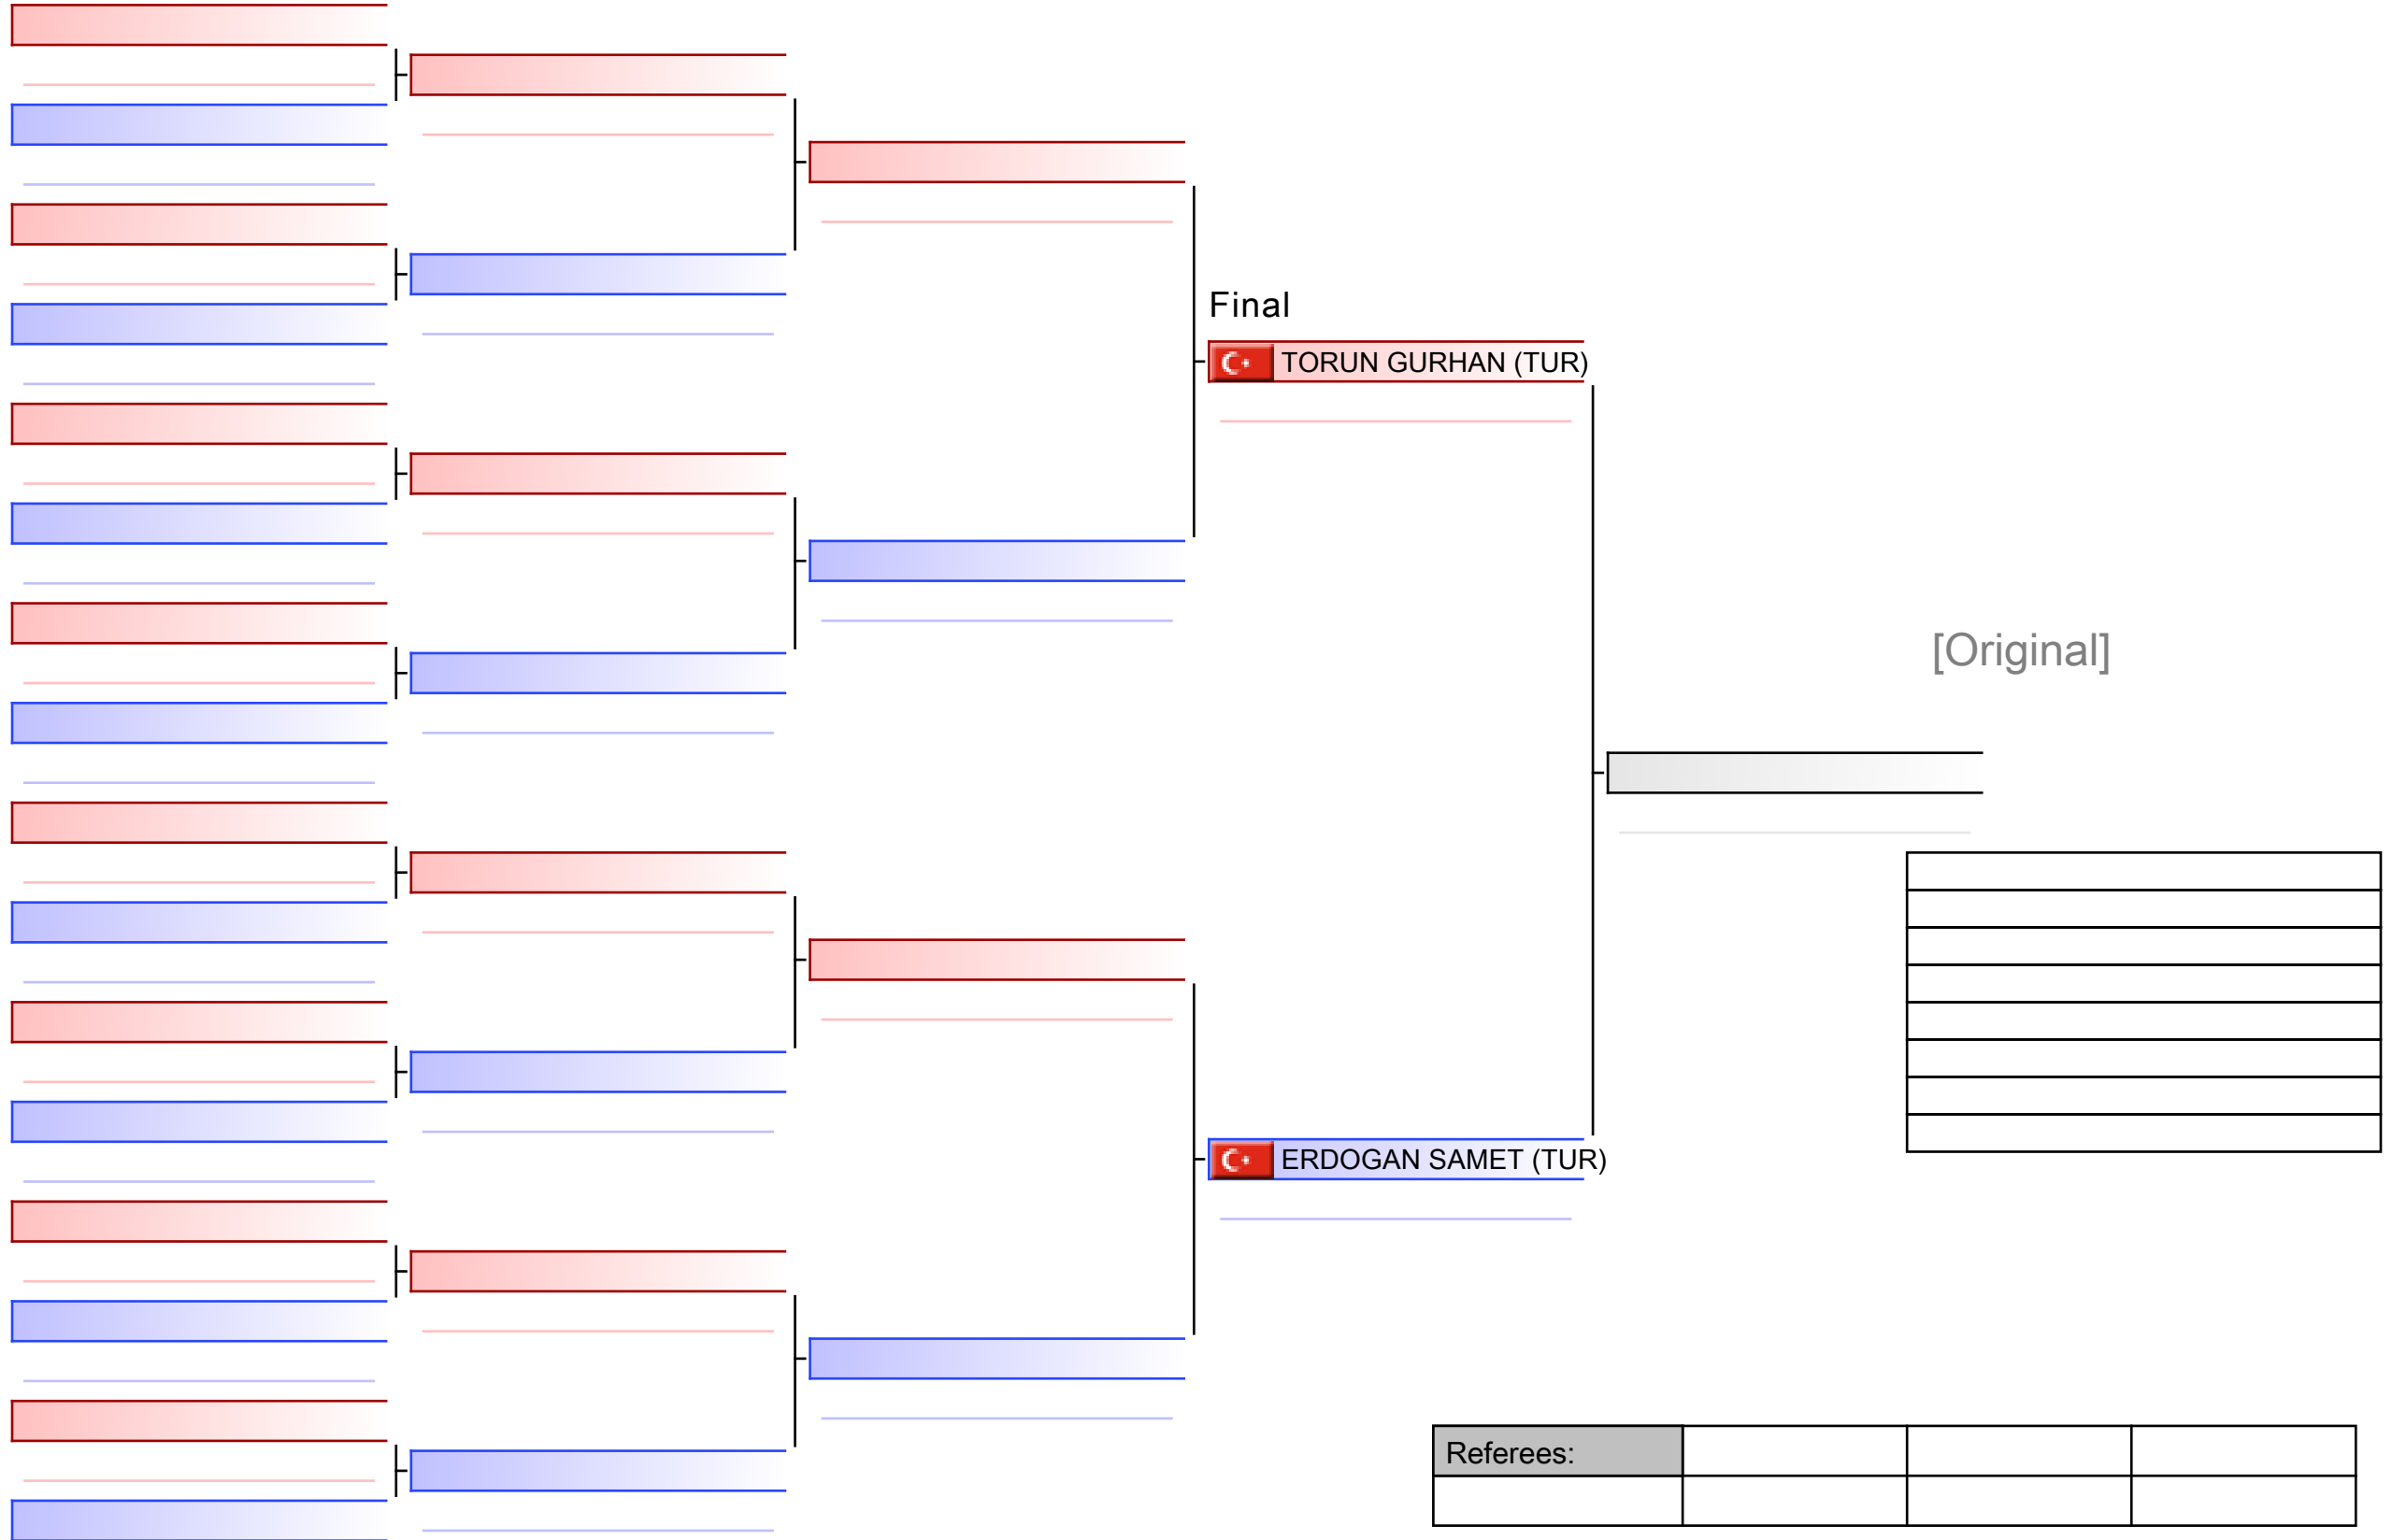 Final
TORUN GURHAN (TUR)
[Original]
ERDOGAN SAMET (TUR)
Referees: